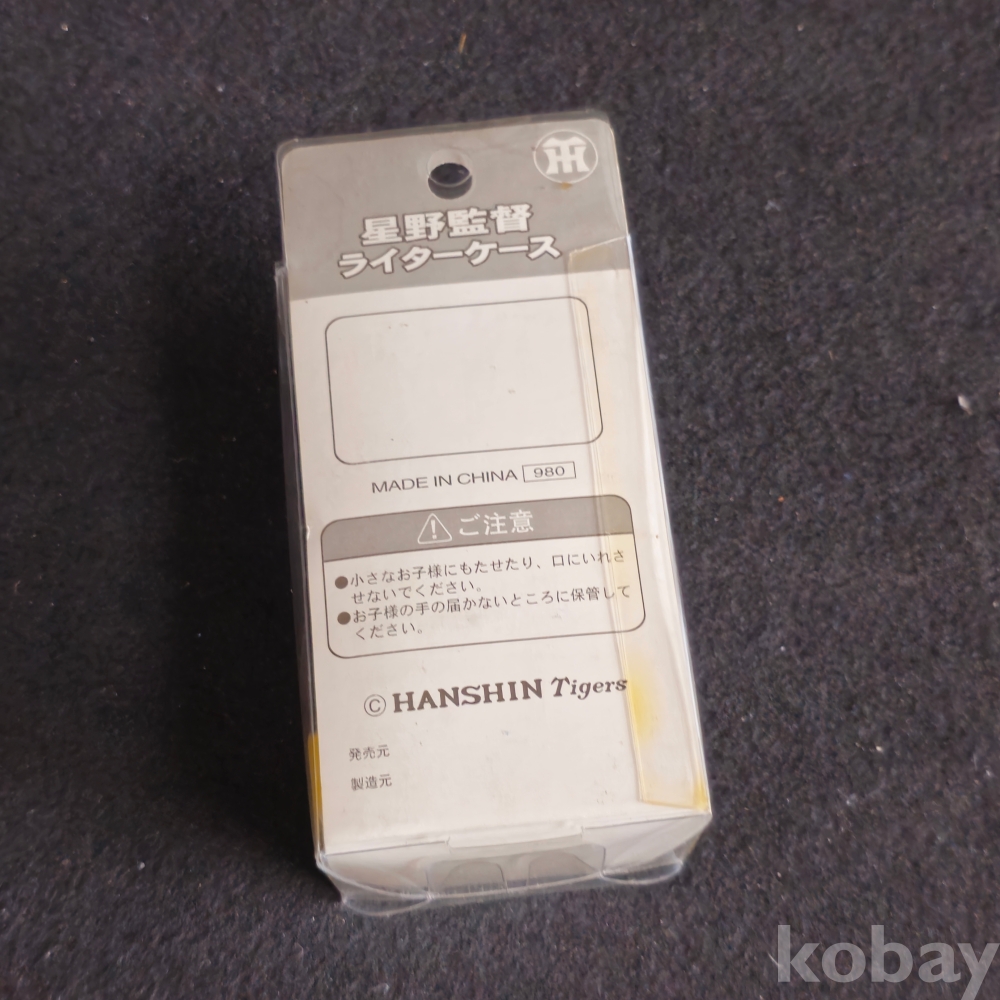 星野監督
ライターケース
MADE IN CHINA 980
⚠ご注意
●小さなお子様にもたせたり、口にいれさ
せないでください。
●お子様の手の届かないところに保管して
ください。
© HANSHIN Tigers
発売元
製造元
kobay